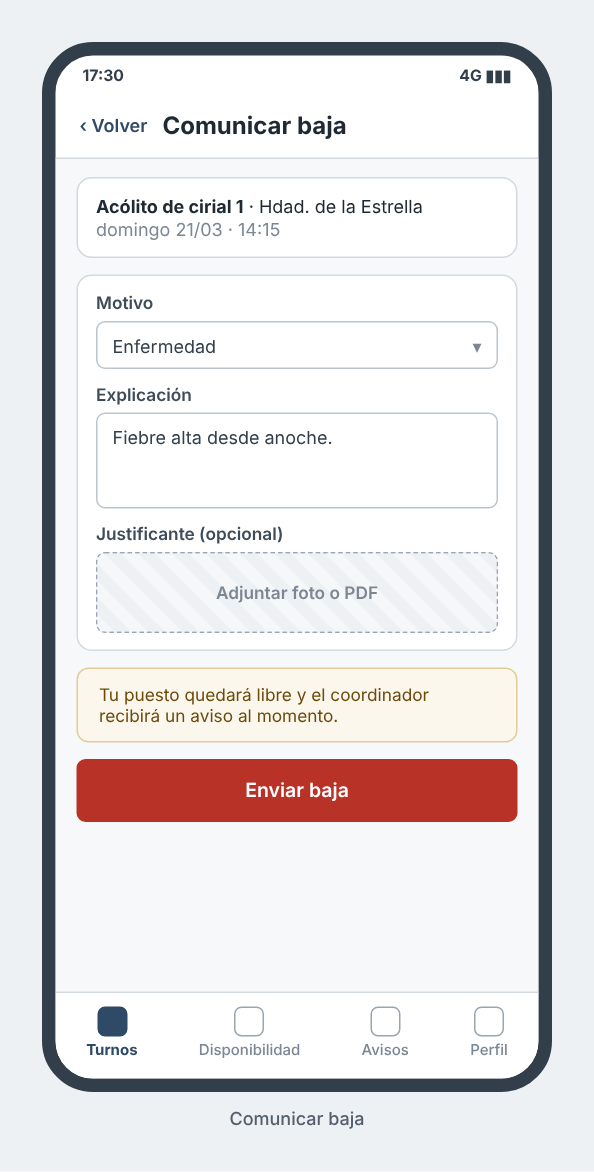 17:30 4G
‹ Volver Comunicar baja
Acólito de cirial 1 · Hdad. de la Estrella
domingo 21/03 · 14:15
Motivo
Enfermedad ▾
Explicación
Fiebre alta desde anoche.
Justificante (opcional)
Adjuntar foto o PDF
Tu puesto quedará libre y el coordinador
recibirá un aviso al momento.
Enviar baja
Turnos Disponibilidad Avisos Perfil
Comunicar baja